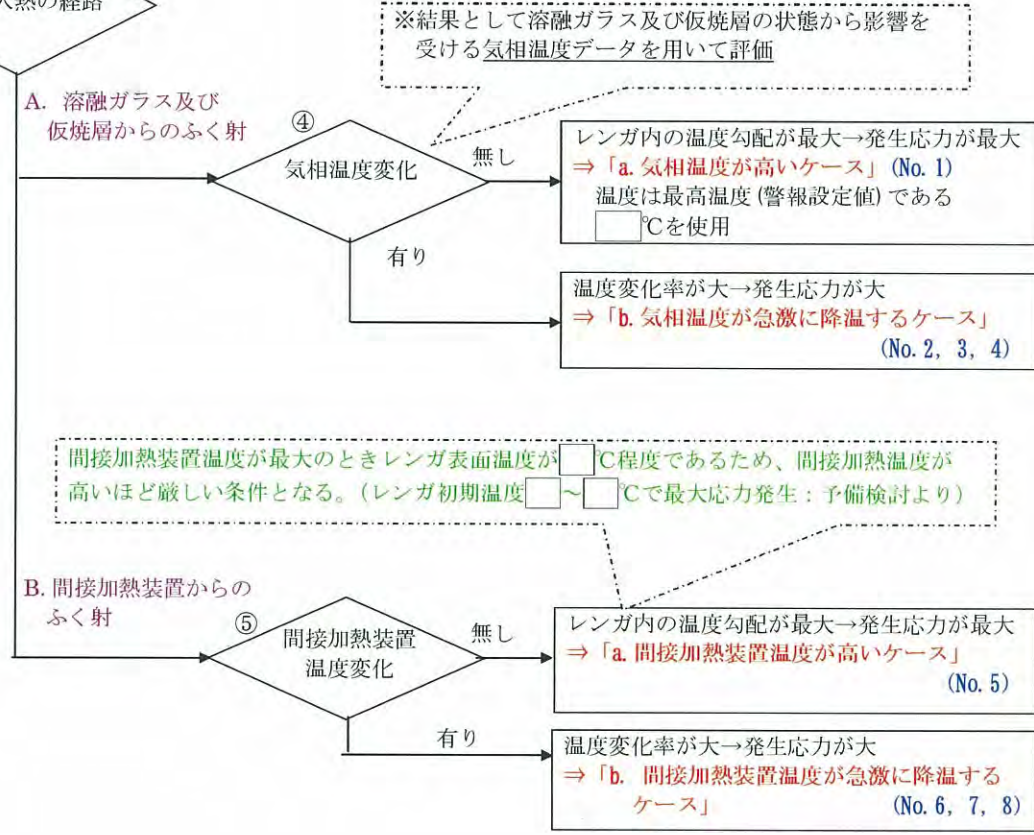 入熱の経路
※結果として溶融ガラス及び仮焼層の状態から影響を
受ける気相温度データを用いて評価
A. 溶融ガラス及び
仮焼層からのふく射
④
気相温度変化
無し
有り
レンガ内の温度勾配が最大→発生応力が最大
⇒「a. 気相温度が高いケース」(No. 1)
温度は最高温度(警報設定値)である
□℃を使用
温度変化率が大→発生応力が大
⇒「b. 気相温度が急激に降温するケース」
(No. 2, 3, 4)
間接加熱装置温度が最大のときレンガ表面温度が□℃程度であるため、間接加熱温度が
高いほど厳しい条件となる。(レンガ初期温度□～□℃で最大応力発生：予備検討より)
B. 間接加熱装置からの
ふく射
⑤
間接加熱装置
温度変化
無し
有り
レンガ内の温度勾配が最大→発生応力が最大
⇒「a. 間接加熱装置温度が高いケース」
(No. 5)
温度変化率が大→発生応力が大
⇒「b. 間接加熱装置温度が急激に降温する
ケース」 (No. 6, 7, 8)